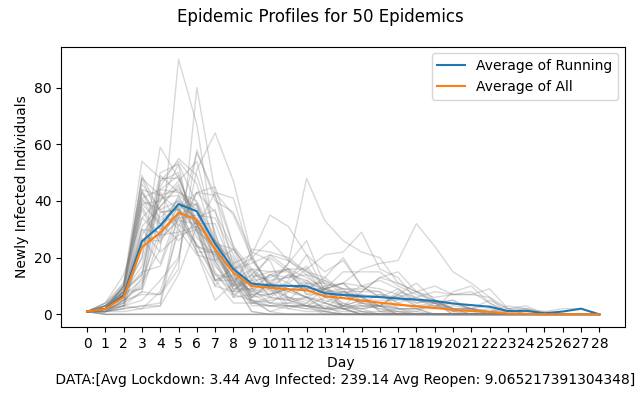 Epidemic Profiles for 50 Epidemics
Average of Running
Average of All
80
60
40
20
0
Newly Infected Individuals
0 1 2 3 4 5 6 7 8 9 10 11 12 13 14 15 16 17 18 19 20 21 22 23 24 25 26 27 28
Day
DATA:[Avg Lockdown: 3.44 Avg Infected: 239.14 Avg Reopen: 9.065217391304348]